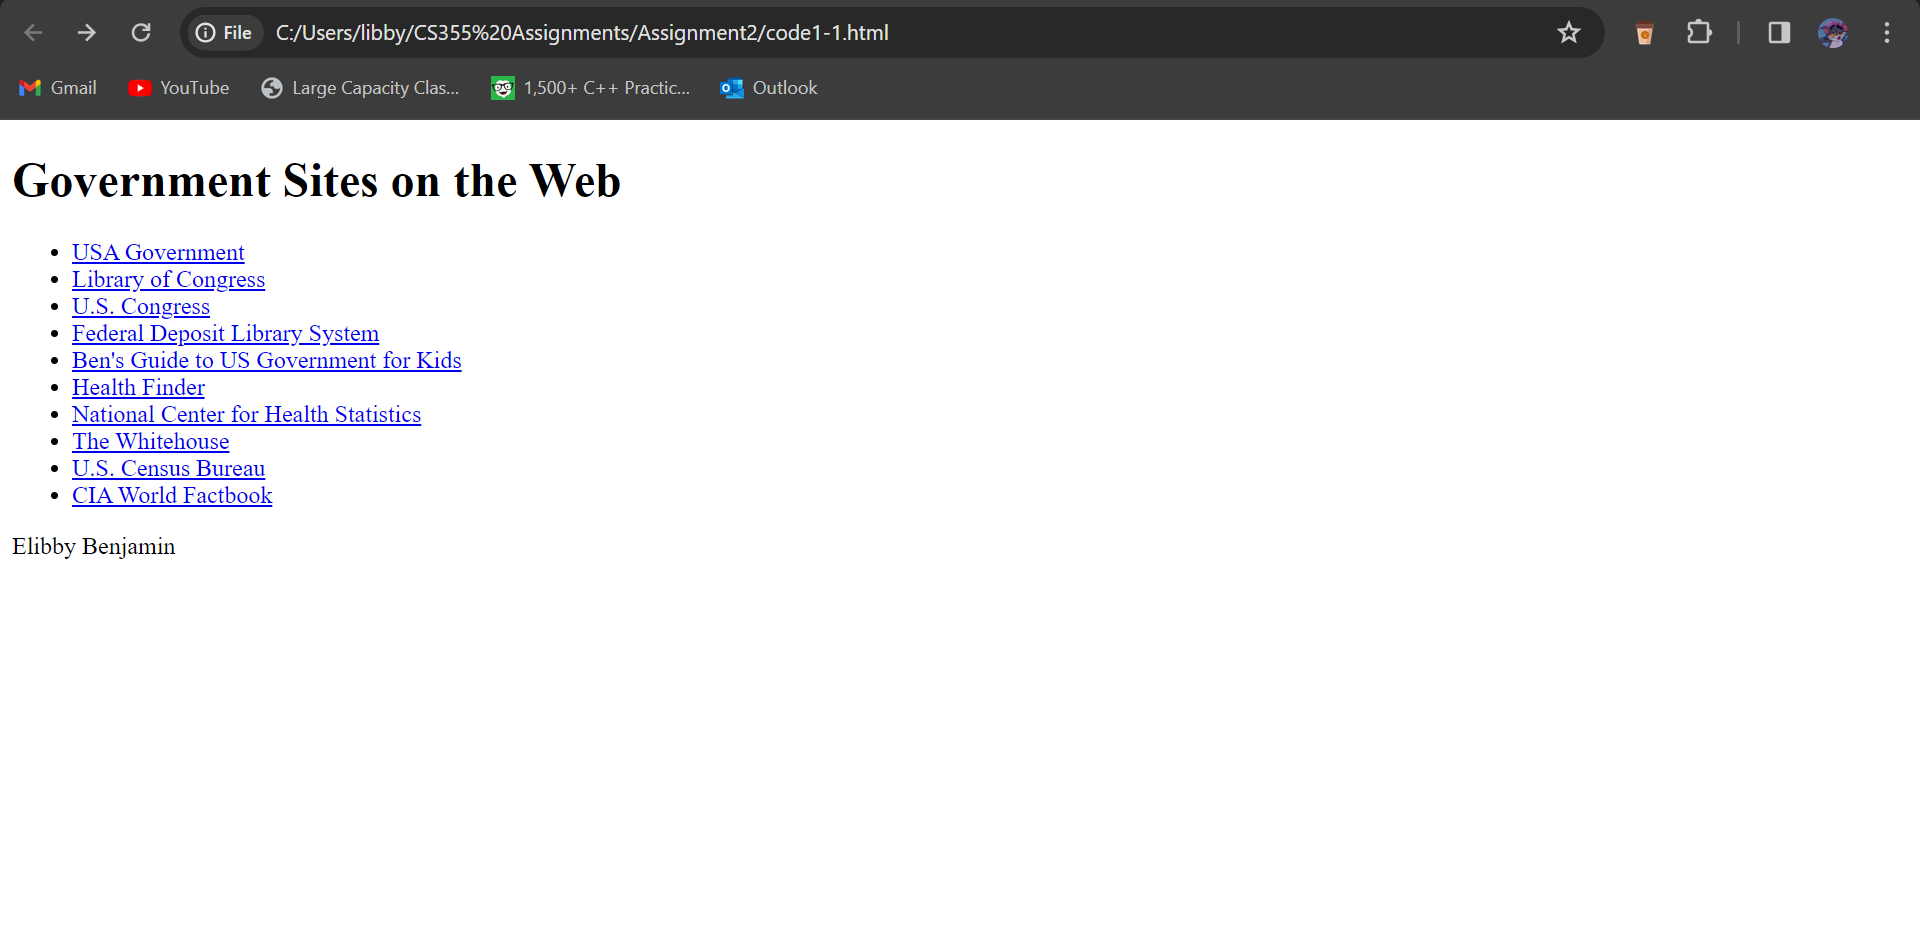 File C:/Users/libby/CS355%20Assignments/Assignment2/code1-1.html
Gmail YouTube Large Capacity Clas... 1,500+ C++ Practic... Outlook
Government Sites on the Web
USA Government
Library of Congress
U.S. Congress
Federal Deposit Library System
Ben's Guide to US Government for Kids
Health Finder
National Center for Health Statistics
The Whitehouse
U.S. Census Bureau
CIA World Factbook
Elibby Benjamin